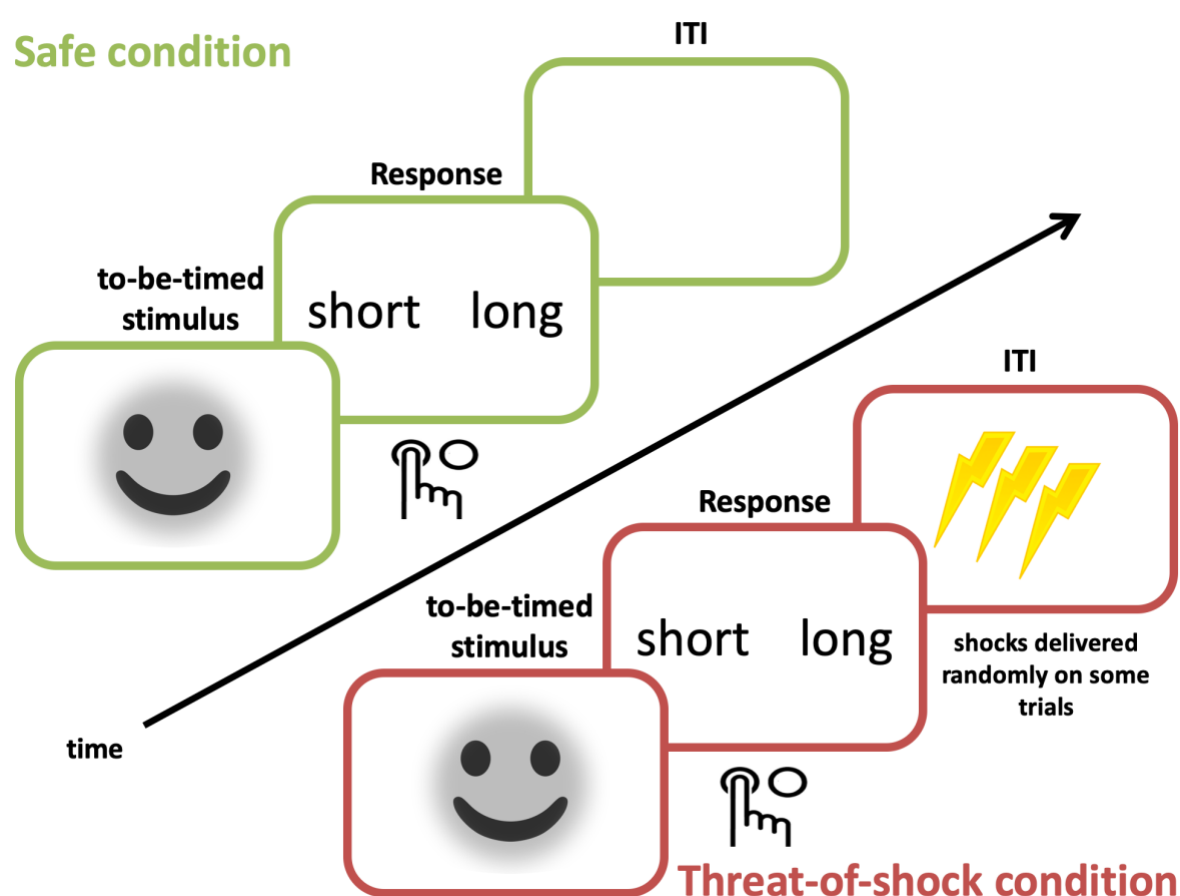 Safe condition
ITI
Response
to-be-timed
stimulus
short long
time
ITI
Response
to-be-timed
stimulus
short long
shocks delivered
randomly on some
trials
Threat-of-shock condition